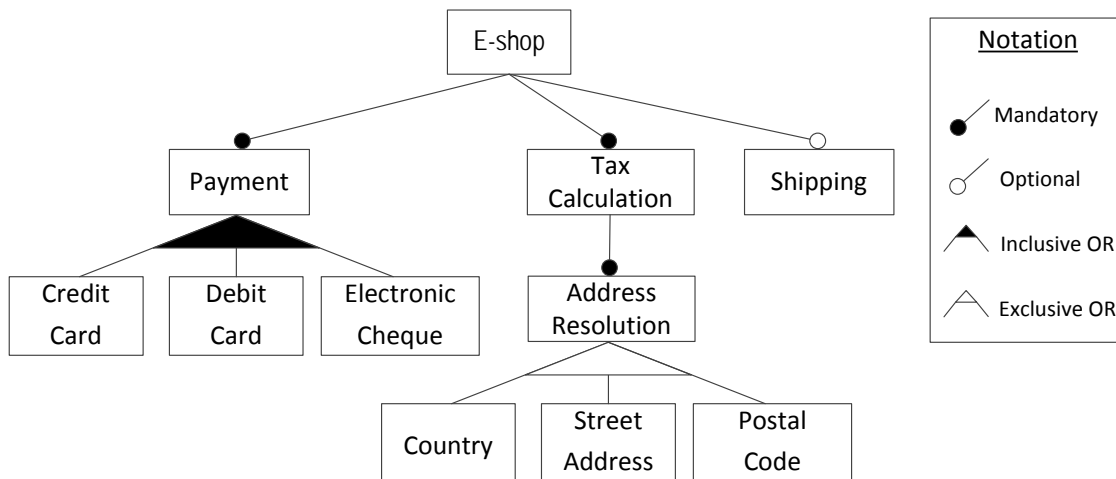 E-shop
Notation
Mandatory
Optional
Inclusive OR
Exclusive OR
Payment
Tax
Calculation
Shipping
Credit
Card
Debit
Card
Electronic
Cheque
Address
Resolution
Country
Street
Address
Postal
Code